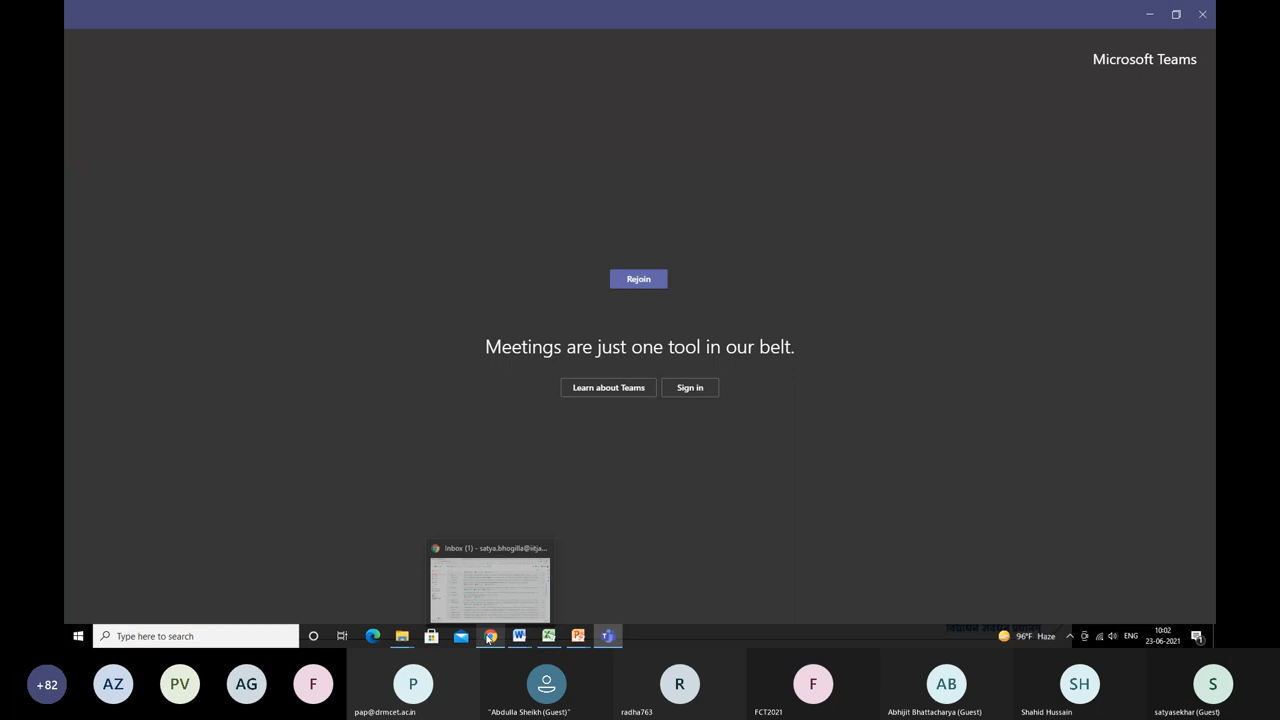 Microsoft Teams
Rejoin
Meetings are just one tool in our belt.
Learn about Teams
Sign in
Inbox (1) - satya.bhogilla@iitja...
Type here to search
96°F Haze
ENG
10:02
23-06-2021
+82
AZ
PV
AG
F
P
R
F
AB
SH
S
pap@drmcet.ac.in
"Abdulla Sheikh (Guest)"
radha763
FCT2021
Abhijit Bhattacharya (Guest)
Shahid Hussain
satyasekhar (Guest)